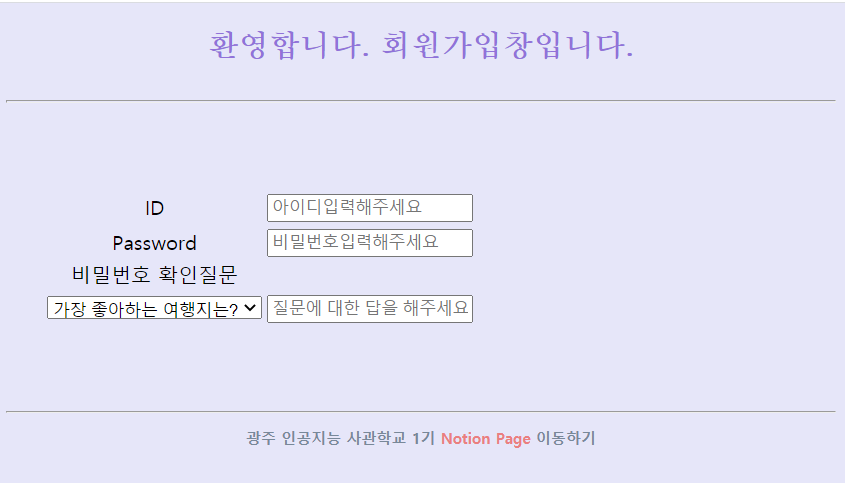 환영합니다. 회원가입창입니다.
ID 아이디입력해주세요
Password 비밀번호입력해주세요
비밀번호 확인질문
가장 좋아하는 여행지는? 질문에 대한 답을 해주세요
광주 인공지능 사관학교 1기 Notion Page 이동하기